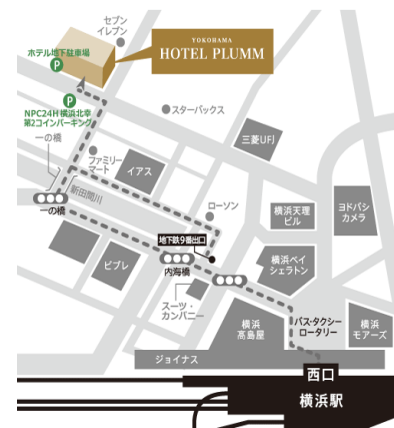 セブン
イレブン
YOKOHAMA
HOTEL PLUMM
ホテル地下駐車場
P
P
NPC24H 横浜北幸
第2コインパーキング
スターバックス
三菱UFJ
一の橋
ファミリー
マート
イアス
新田間川
一の橋
ローソン
横浜天理
ビル
ヨドバシ
カメラ
地下鉄9番出口
ビブレ
内海橋
横浜ベイ
シェラトン
スーツ・
カンパニー
横浜
高島屋
バス・タクシー
ロータリー
横浜
モアーズ
ジョイナス
西口
横浜駅